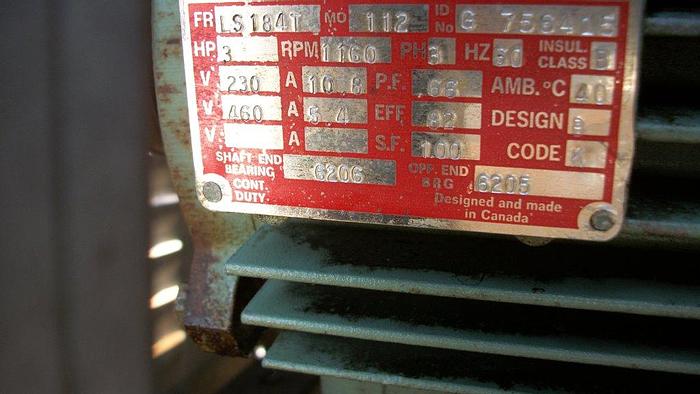 FR LS184T MO 112 ID No G 756415
HP 3 RPM 1160 PH 3 HZ 60 INSUL. CLASS B
V 230 A 10.8 P.F. .68 AMB. °C 40
V 460 A 5.4 EFF. .82 DESIGN B
V A S.F. 100 CODE K
SHAFT END BEARING 6206 OPP. END BRG 6205
CONT. DUTY. Designed and made
in Canada